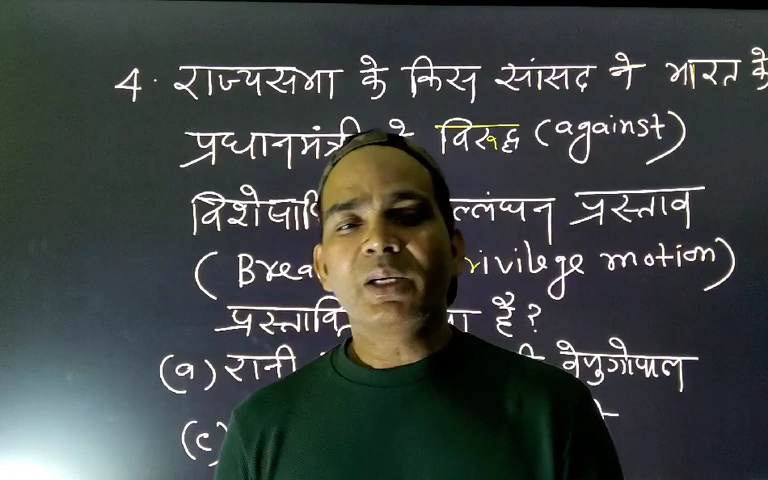 4. राज्यसभा के किस सांसद ने भारत के
प्रधानमंत्री के विरुद्ध (against)
विशेषाधि ल्लंघन प्रस्ताव
(Brea rivilege motion)
प्रस्तावि या है?
(a) रानी वेणुगोपाल
(c)